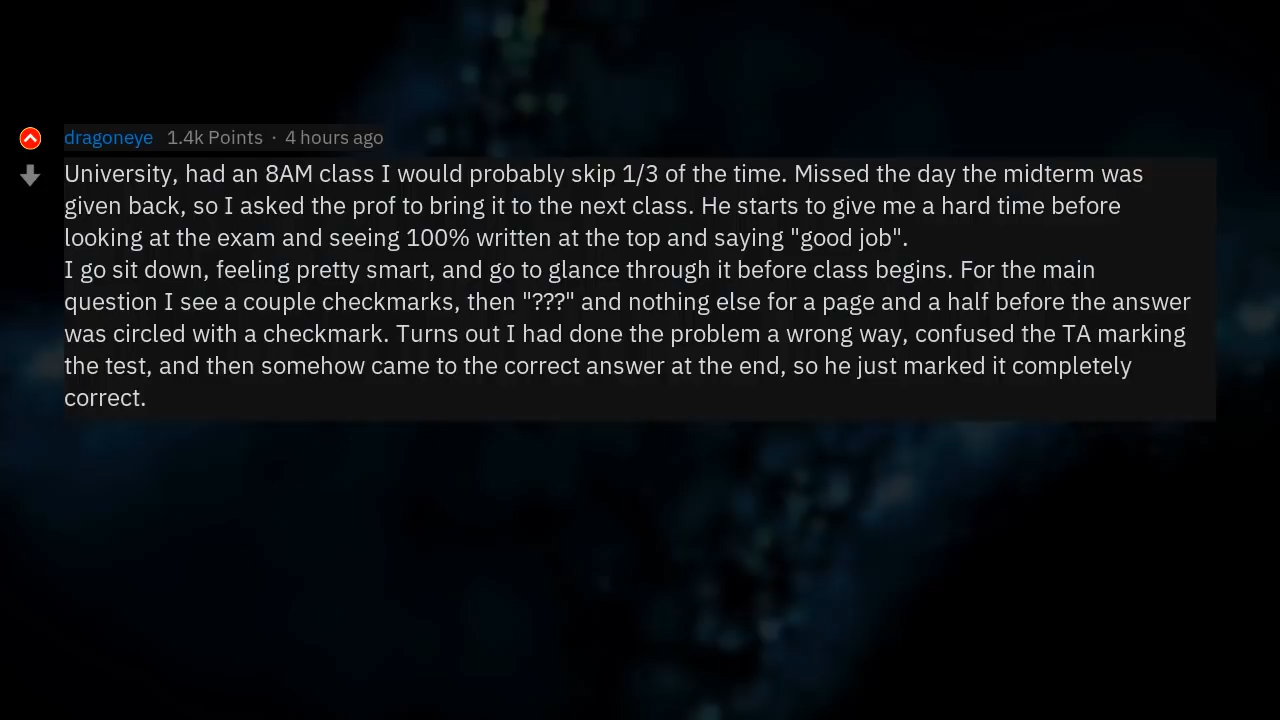 dragoneye 1.4k Points · 4 hours ago
University, had an 8AM class I would probably skip 1/3 of the time. Missed the day the midterm was
given back, so I asked the prof to bring it to the next class. He starts to give me a hard time before
looking at the exam and seeing 100% written at the top and saying "good job".
I go sit down, feeling pretty smart, and go to glance through it before class begins. For the main
question I see a couple checkmarks, then "???" and nothing else for a page and a half before the answer
was circled with a checkmark. Turns out I had done the problem a wrong way, confused the TA marking
the test, and then somehow came to the correct answer at the end, so he just marked it completely
correct.